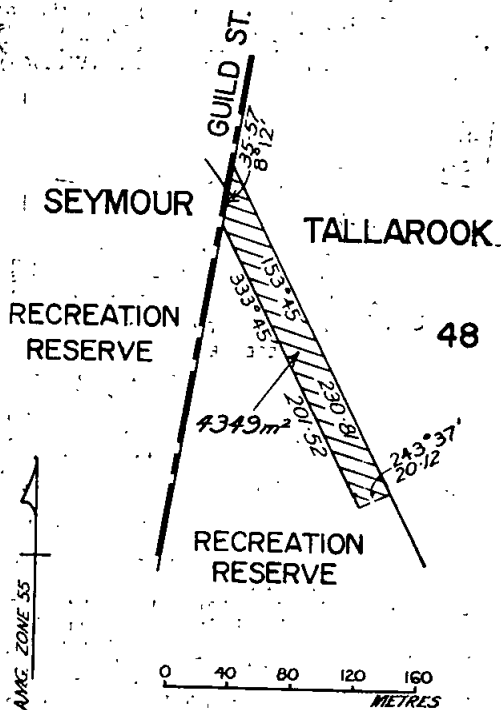 GUILD ST.
35·57
8°12'
SEYMOUR
TALLAROOK
153°45'
333°45'
RECREATION
RESERVE
48
4349m²
230·81
201·52
243°37'
20·12
RECREATION
RESERVE
AMG ZONE 55
0 40 80 120 160
METRES